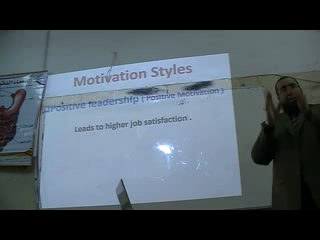 Motivation Styles
Positive leadership ( Positive Motivation )
Leads to higher job satisfaction .